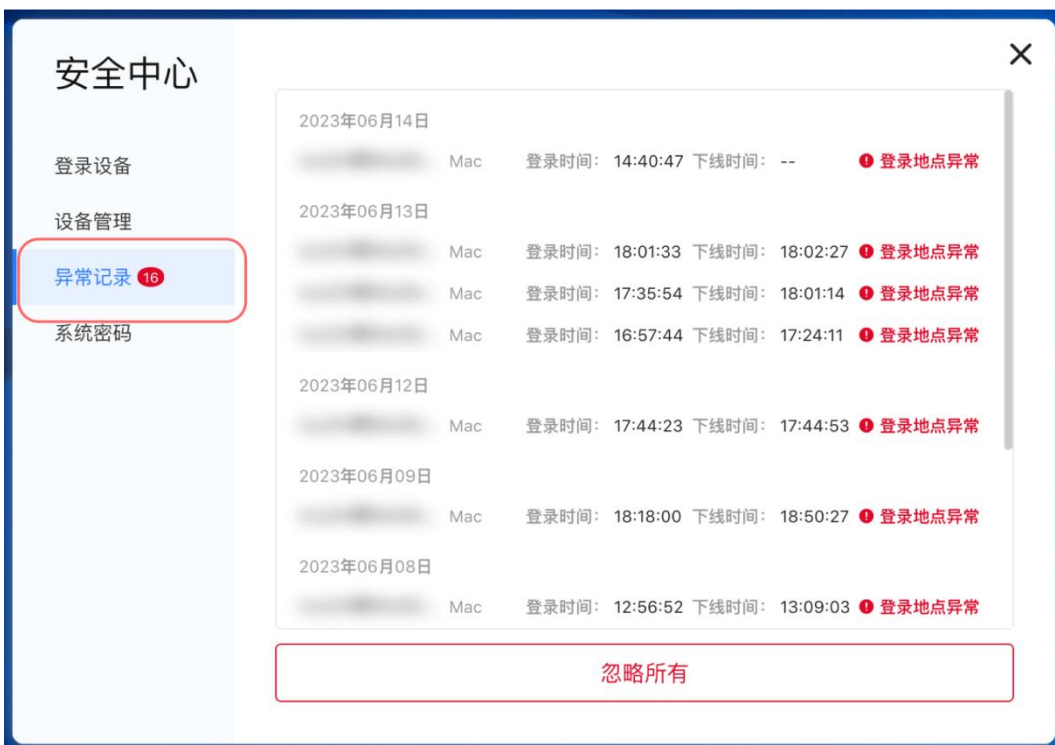 安全中心
登录设备
设备管理
异常记录 16
系统密码
2023年06月14日
Mac 登录时间： 14:40:47 下线时间： -- 登录地点异常
2023年06月13日
Mac 登录时间： 18:01:33 下线时间： 18:02:27 登录地点异常
Mac 登录时间： 17:35:54 下线时间： 18:01:14 登录地点异常
Mac 登录时间： 16:57:44 下线时间： 17:24:11 登录地点异常
2023年06月12日
Mac 登录时间： 17:44:23 下线时间： 17:44:53 登录地点异常
2023年06月09日
Mac 登录时间： 18:18:00 下线时间： 18:50:27 登录地点异常
2023年06月08日
Mac 登录时间： 12:56:52 下线时间： 13:09:03 登录地点异常
忽略所有